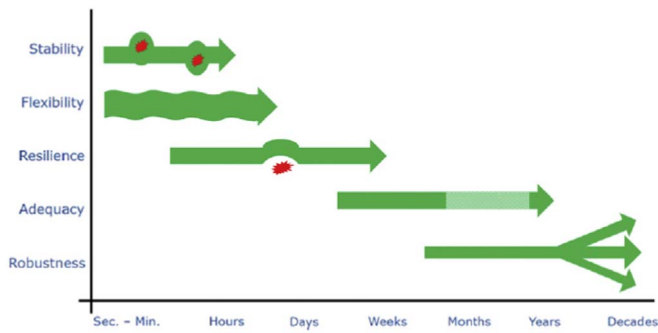 Stability
Flexibility
Resilience
Adequacy
Robustness
Sec. – Min. Hours Days Weeks Months Years Decades